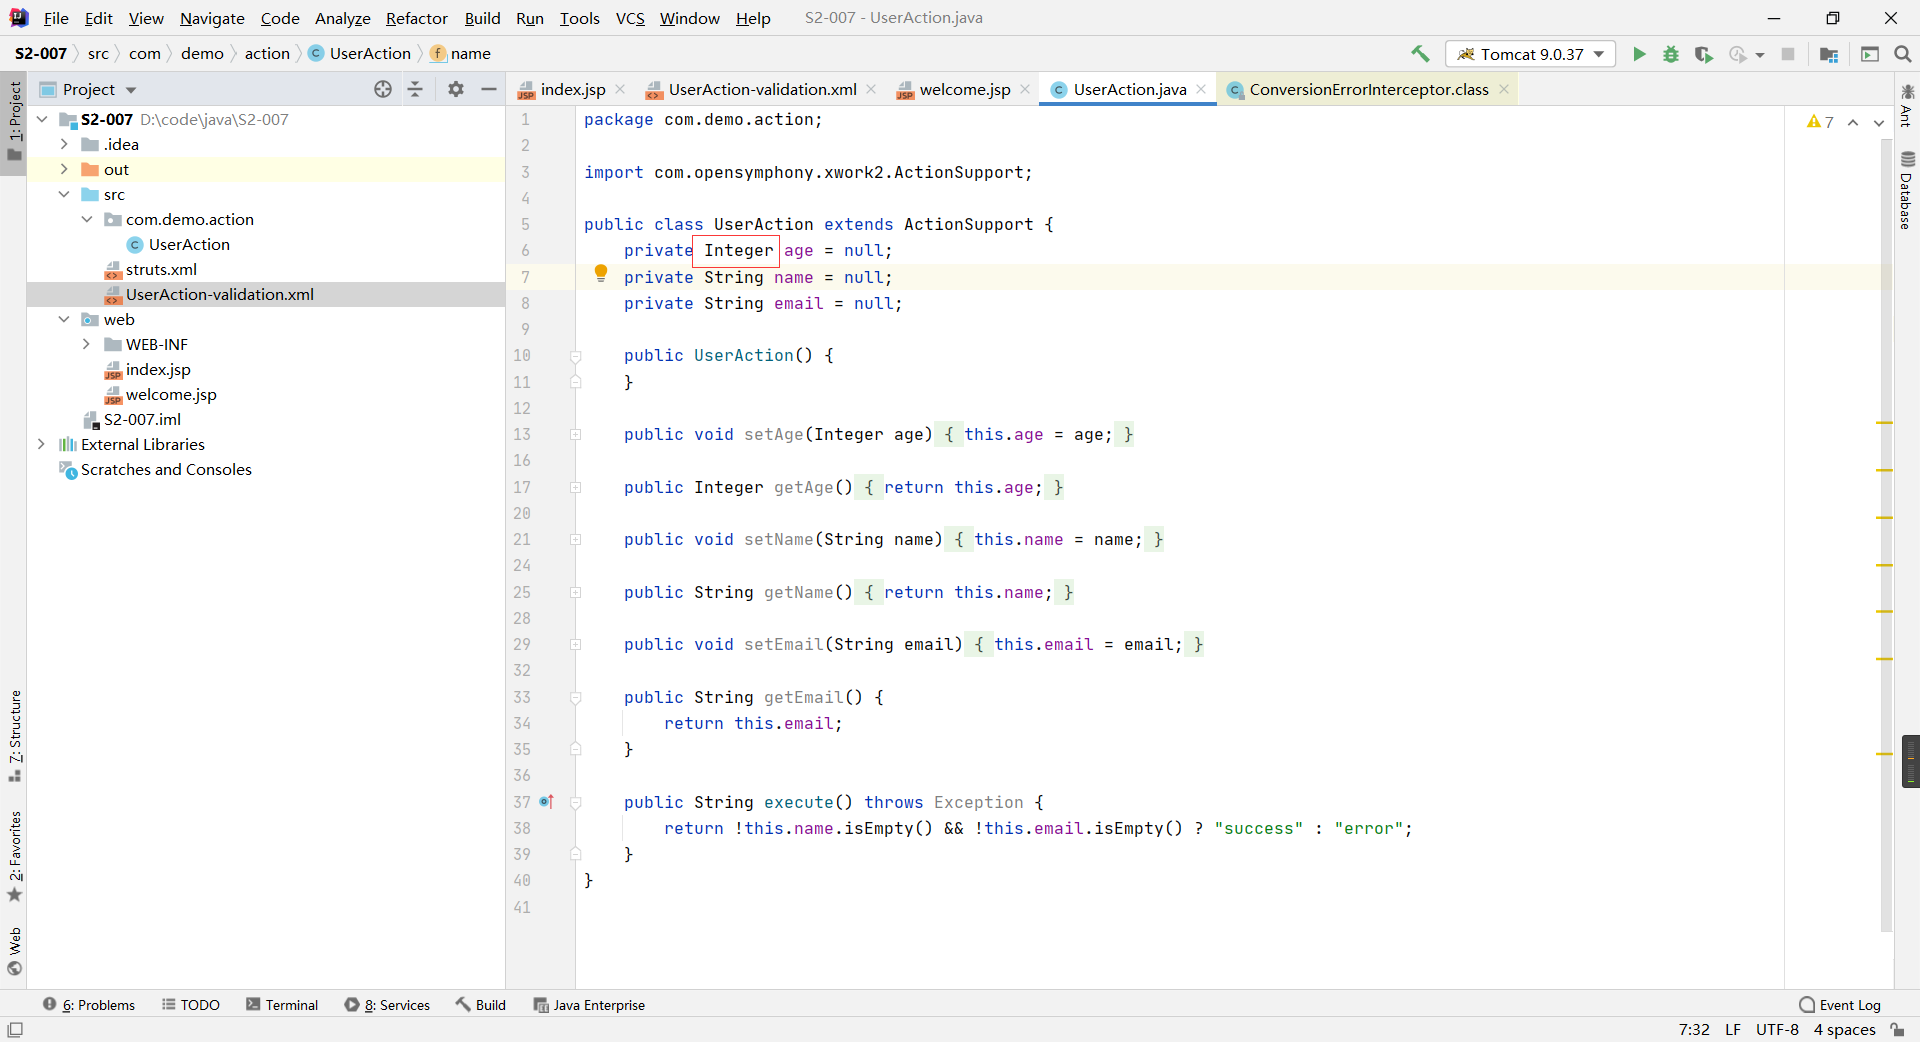 File Edit View Navigate Code Analyze Refactor Build Run Tools VCS Window Help S2-007 - UserAction.java
S2-007 src com demo action UserAction name
Tomcat 9.0.37
1: Project
7: Structure
2: Favorites
Web
Project
S2-007 D:\code\java\S2-007
.idea
out
src
com.demo.action
UserAction
struts.xml
UserAction-validation.xml
web
WEB-INF
index.jsp
welcome.jsp
S2-007.iml
External Libraries
Scratches and Consoles
index.jsp UserAction-validation.xml welcome.jsp UserAction.java ConversionErrorInterceptor.class
7
1 package com.demo.action;
2
3 import com.opensymphony.xwork2.ActionSupport;
4
5 public class UserAction extends ActionSupport {
6 private Integer age = null;
7 private String name = null;
8 private String email = null;
9
10 public UserAction() {
11 }
12
13 public void setAge(Integer age) { this.age = age; }
16
17 public Integer getAge() { return this.age; }
20
21 public void setName(String name) { this.name = name; }
24
25 public String getName() { return this.name; }
28
29 public void setEmail(String email) { this.email = email; }
32
33 public String getEmail() {
34 return this.email;
35 }
36
37 public String execute() throws Exception {
38 return !this.name.isEmpty() && !this.email.isEmpty() ? "success" : "error";
39 }
40 }
41
Ant
Database
6: Problems TODO Terminal 8: Services Build Java Enterprise Event Log
7:32 LF UTF-8 4 spaces